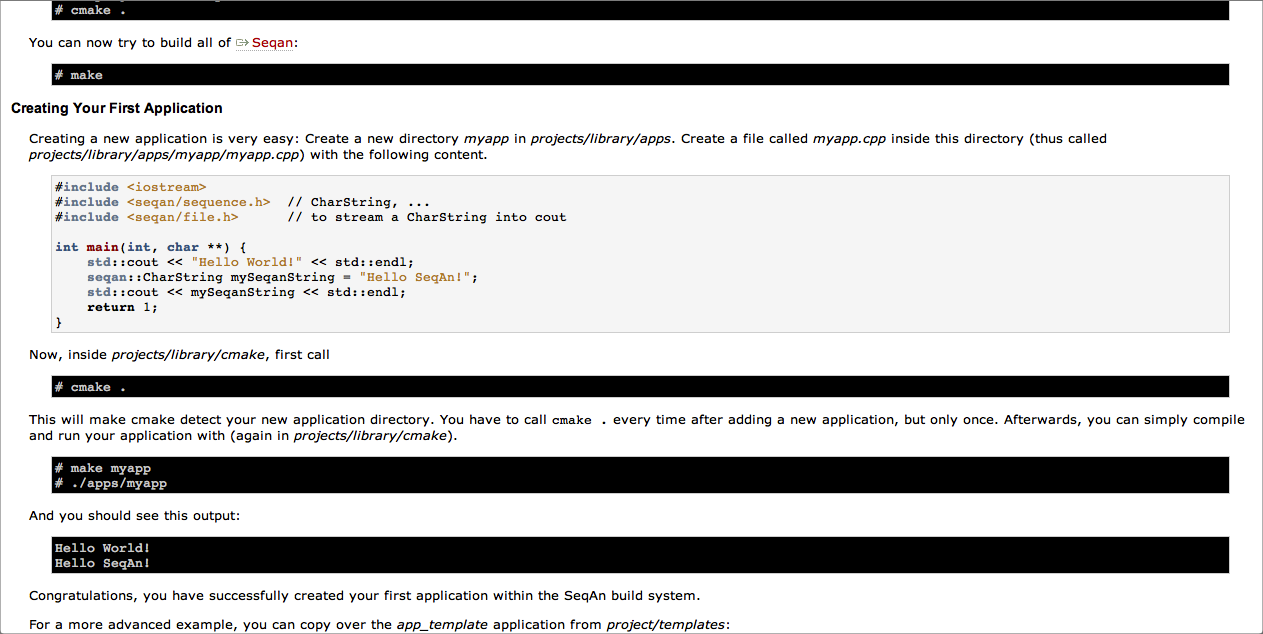 # cmake .
You can now try to build all of Seqan:
# make
Creating Your First Application
Creating a new application is very easy: Create a new directory myapp in projects/library/apps. Create a file called myapp.cpp inside this directory (thus called
projects/library/apps/myapp/myapp.cpp) with the following content.
#include <iostream>
#include <seqan/sequence.h>  // CharString, ...
#include <seqan/file.h>      // to stream a CharString into cout
int main(int, char **) {
    std::cout << "Hello World!" << std::endl;
    seqan::CharString mySeqanString = "Hello SeqAn!";
    std::cout << mySeqanString << std::endl;
    return 1;
}
Now, inside projects/library/cmake, first call
# cmake .
This will make cmake detect your new application directory. You have to call cmake . every time after adding a new application, but only once. Afterwards, you can simply compile
and run your application with (again in projects/library/cmake).
# make myapp
# ./apps/myapp
And you should see this output:
Hello World!
Hello SeqAn!
Congratulations, you have successfully created your first application within the SeqAn build system.
For a more advanced example, you can copy over the app_template application from project/templates: